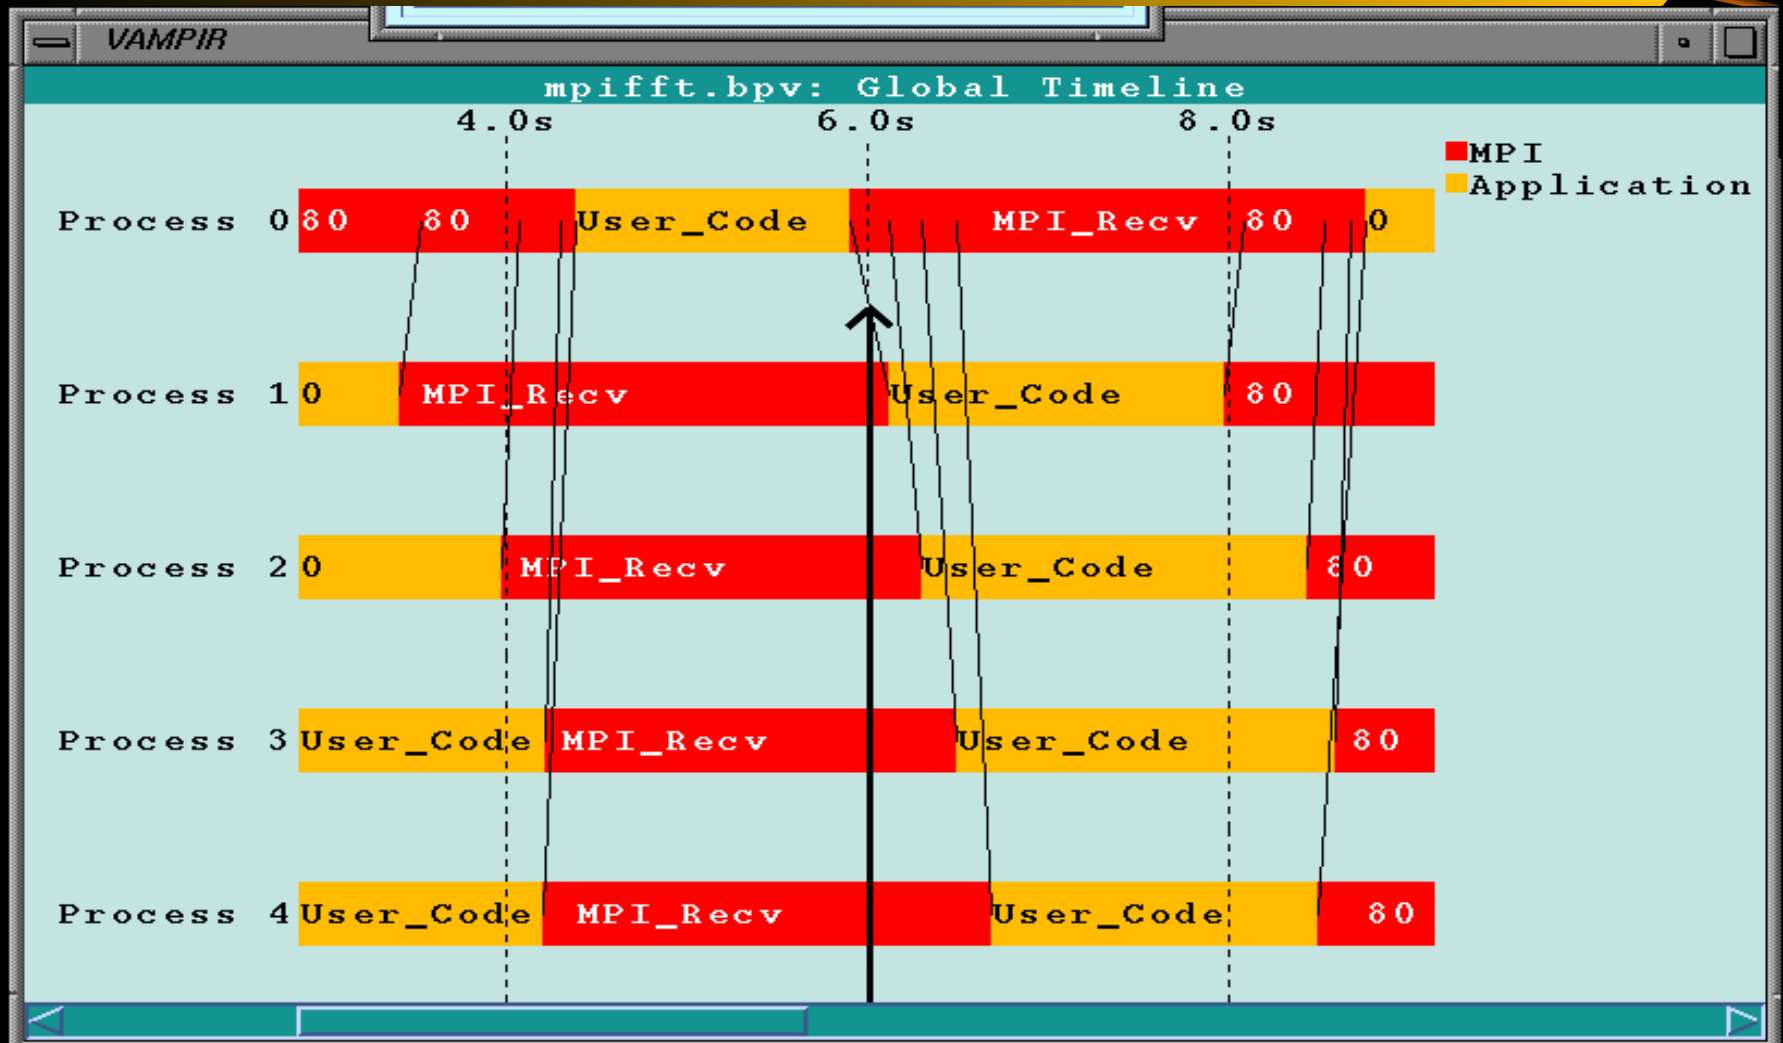 VAMPIR
mpifft.bpv: Global Timeline
4.0s 6.0s 8.0s
MPI
Application
Process 0 80 80 User_Code MPI_Recv 80 0
Process 1 0 MPI_Recv User_Code 80
Process 2 0 MPI_Recv User_Code 80
Process 3 User_Code MPI_Recv User_Code 80
Process 4 User_Code MPI_Recv User_Code 80